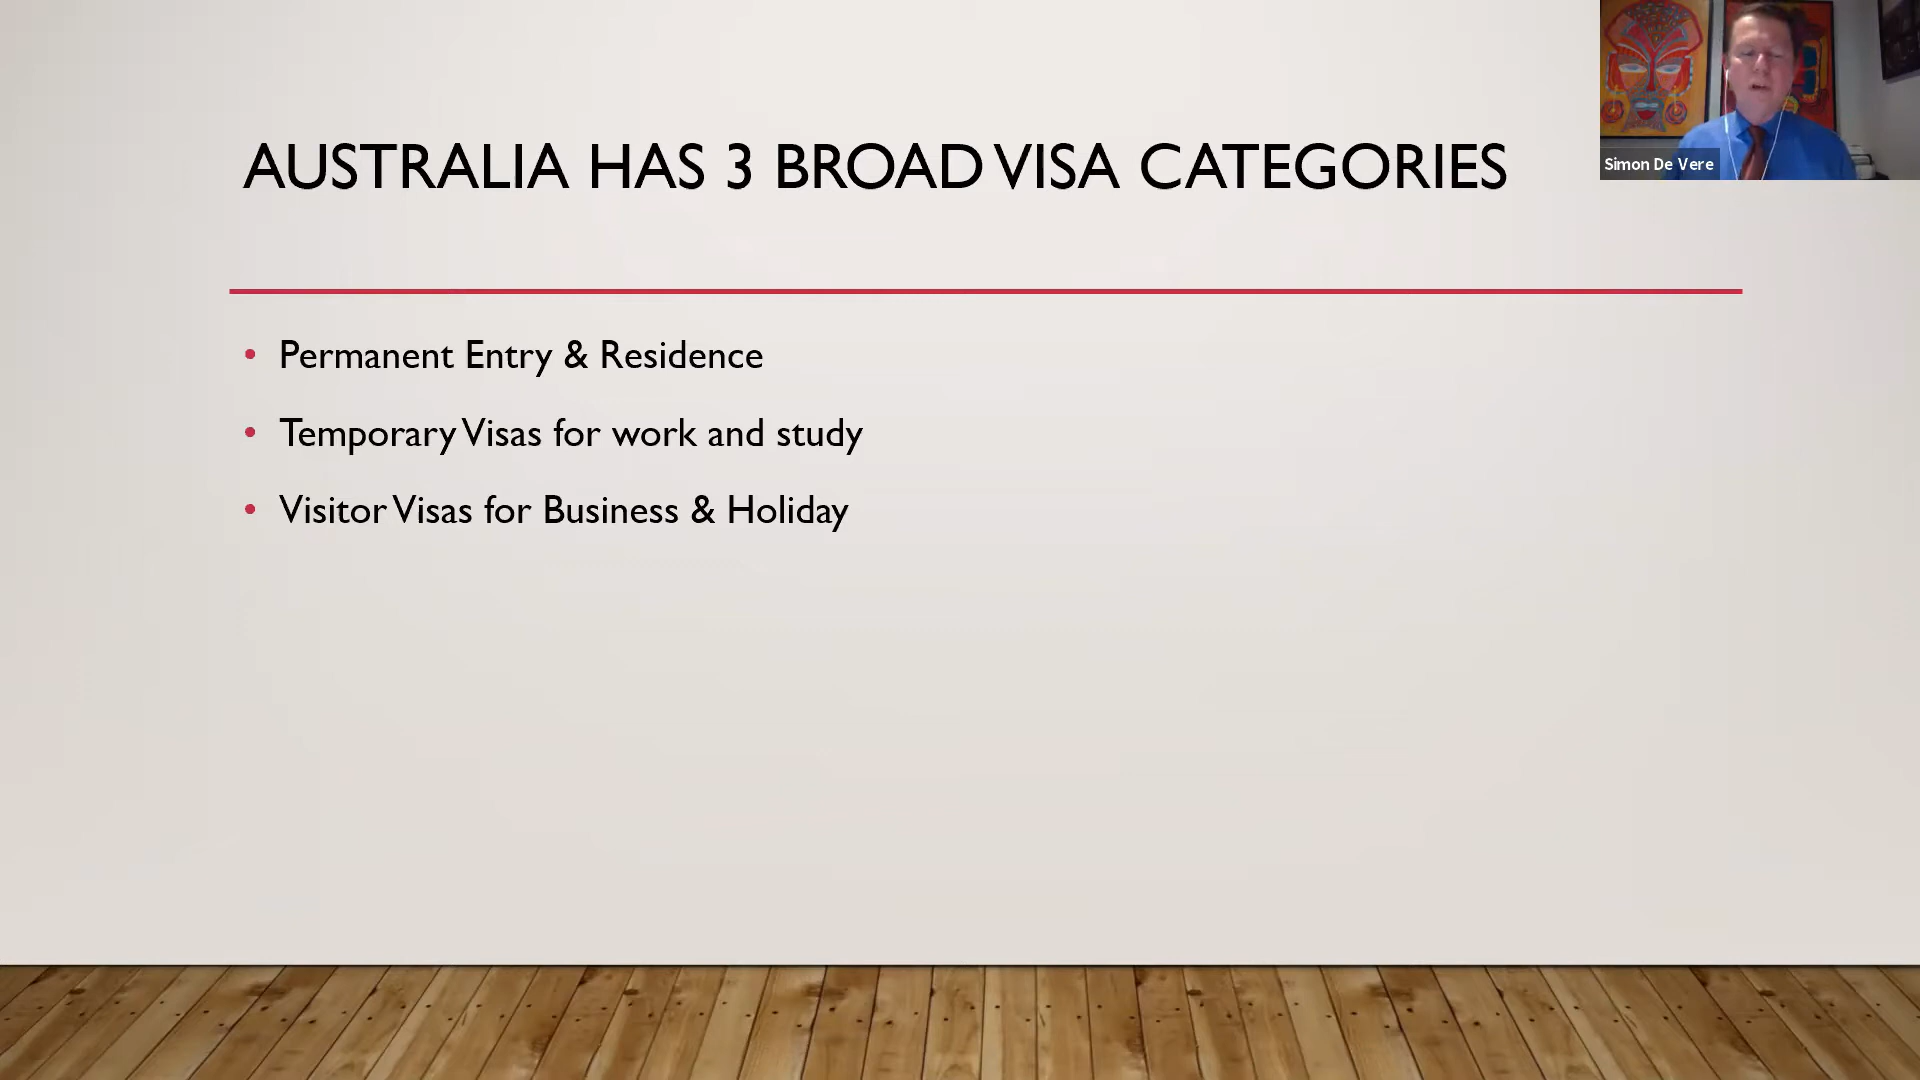 AUSTRALIA HAS 3 BROAD VISA CATEGORIES
Simon De Vere
• Permanent Entry & Residence
• Temporary Visas for work and study
• Visitor Visas for Business & Holiday